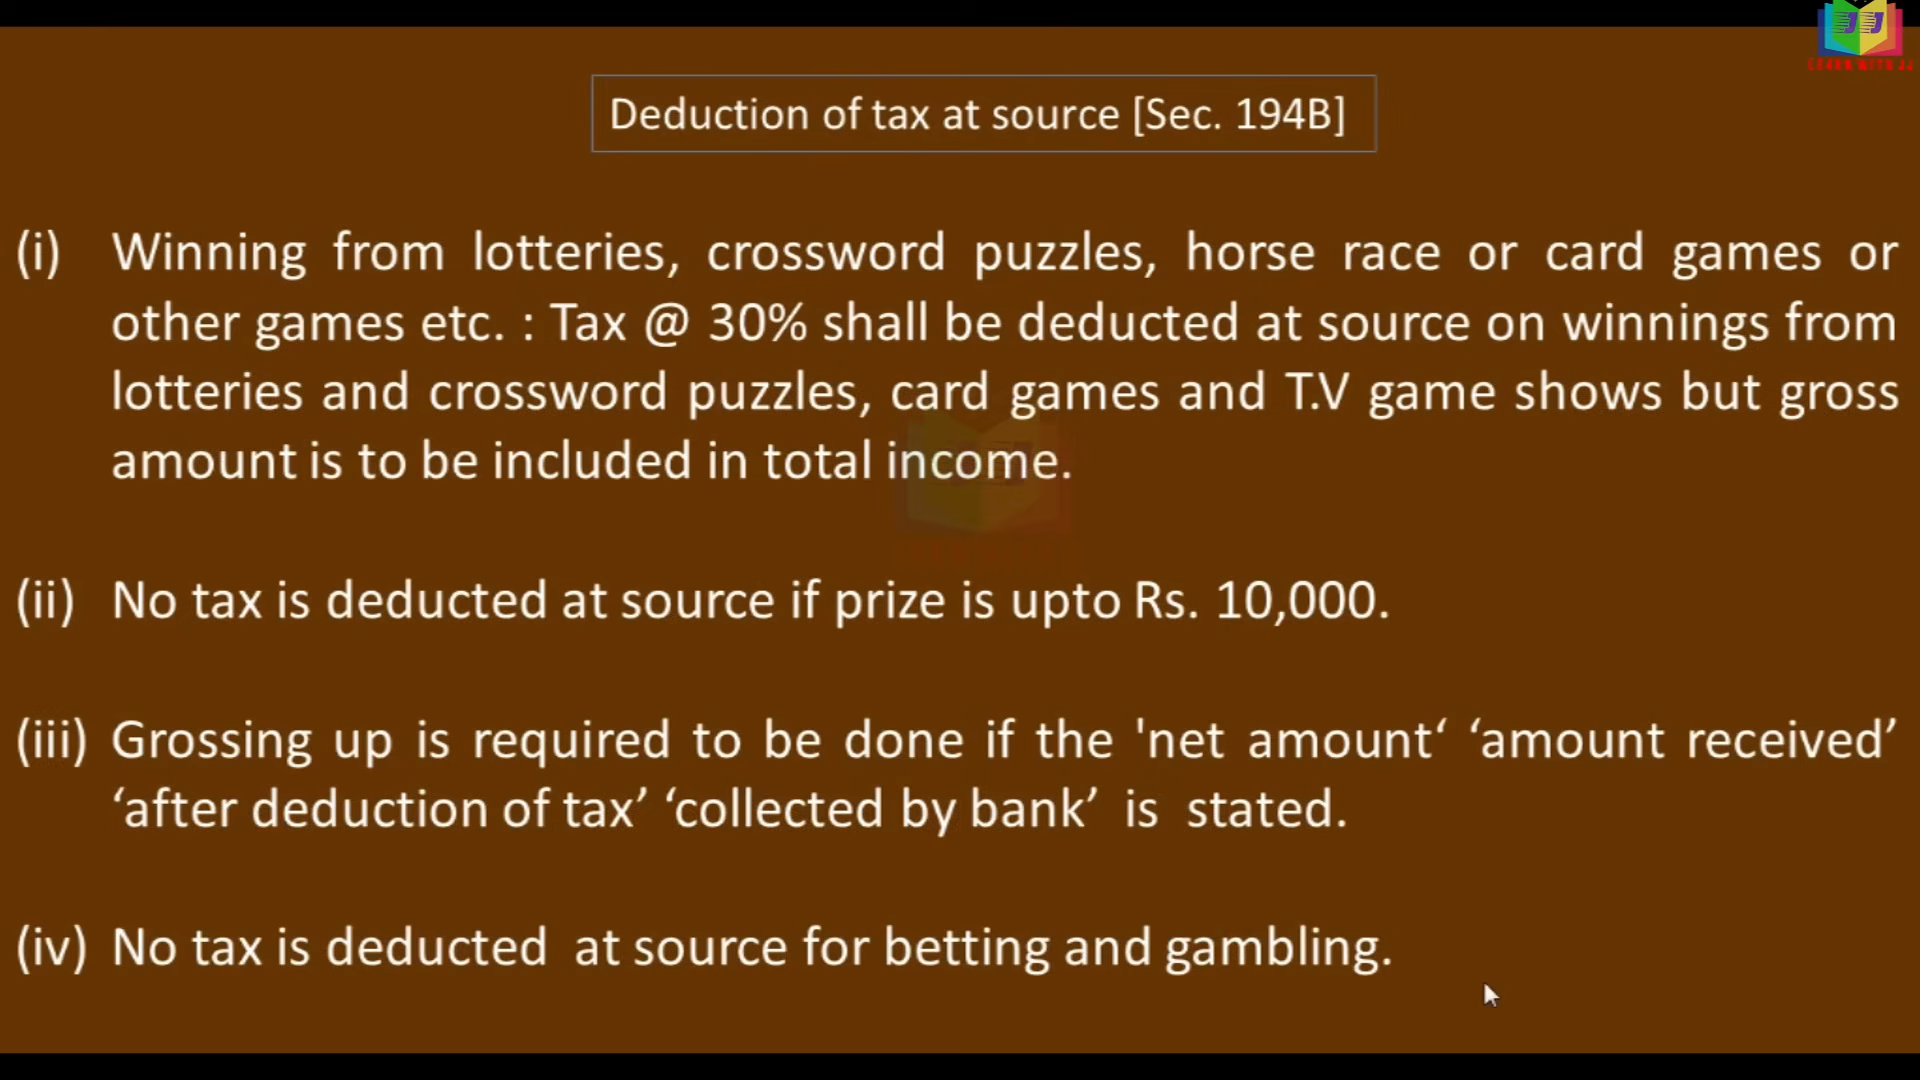 LEARN WITH JJ
Deduction of tax at source [Sec. 194B]
(i) Winning from lotteries, crossword puzzles, horse race or card games or
other games etc. : Tax @ 30% shall be deducted at source on winnings from
lotteries and crossword puzzles, card games and T.V game shows but gross
amount is to be included in total income.
(ii) No tax is deducted at source if prize is upto Rs. 10,000.
(iii) Grossing up is required to be done if the 'net amount‘ ‘amount received’
‘after deduction of tax’ ‘collected by bank’ is stated.
(iv) No tax is deducted at source for betting and gambling.